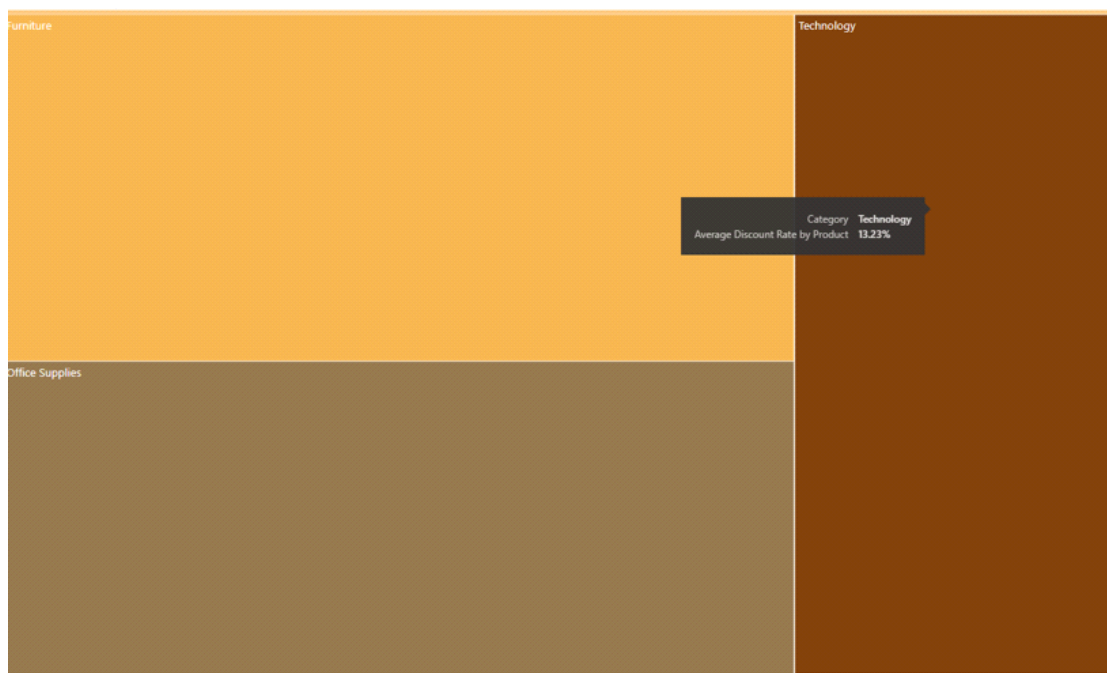 Furniture
Technology
Category Technology
Average Discount Rate by Product 13.23%
Office Supplies